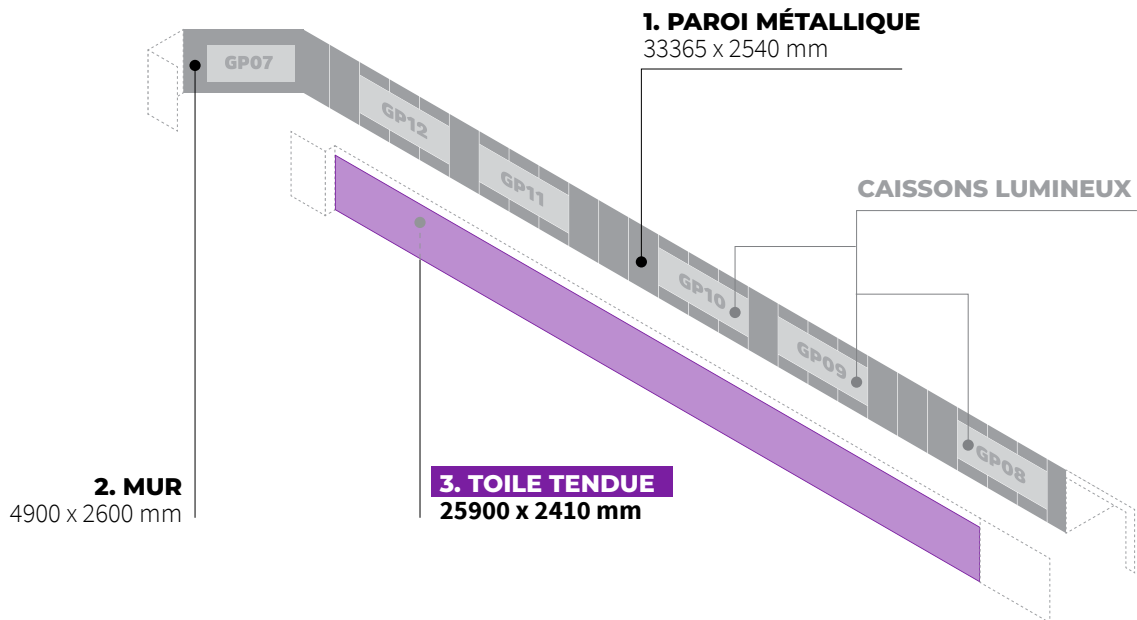 1. PAROI MÉTALLIQUE
33365 x 2540 mm
GP07
GP12
GP11
CAISSONS LUMINEUX
GP10
GP09
GP08
2. MUR
4900 x 2600 mm
3. TOILE TENDUE
25900 x 2410 mm